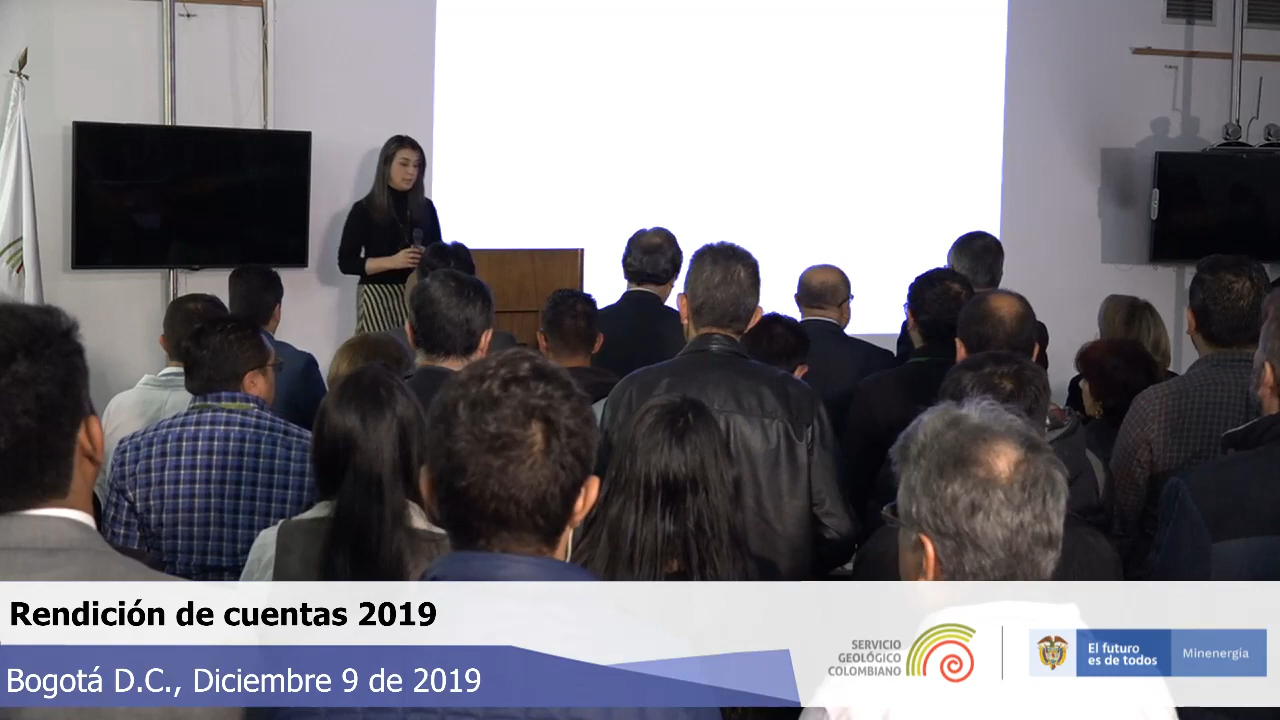 Rendición de cuentas 2019
Bogotá D.C., Diciembre 9 de 2019
SERVICIO
GEOLÓGICO
COLOMBIANO
El futuro
es de todos
Minenergía